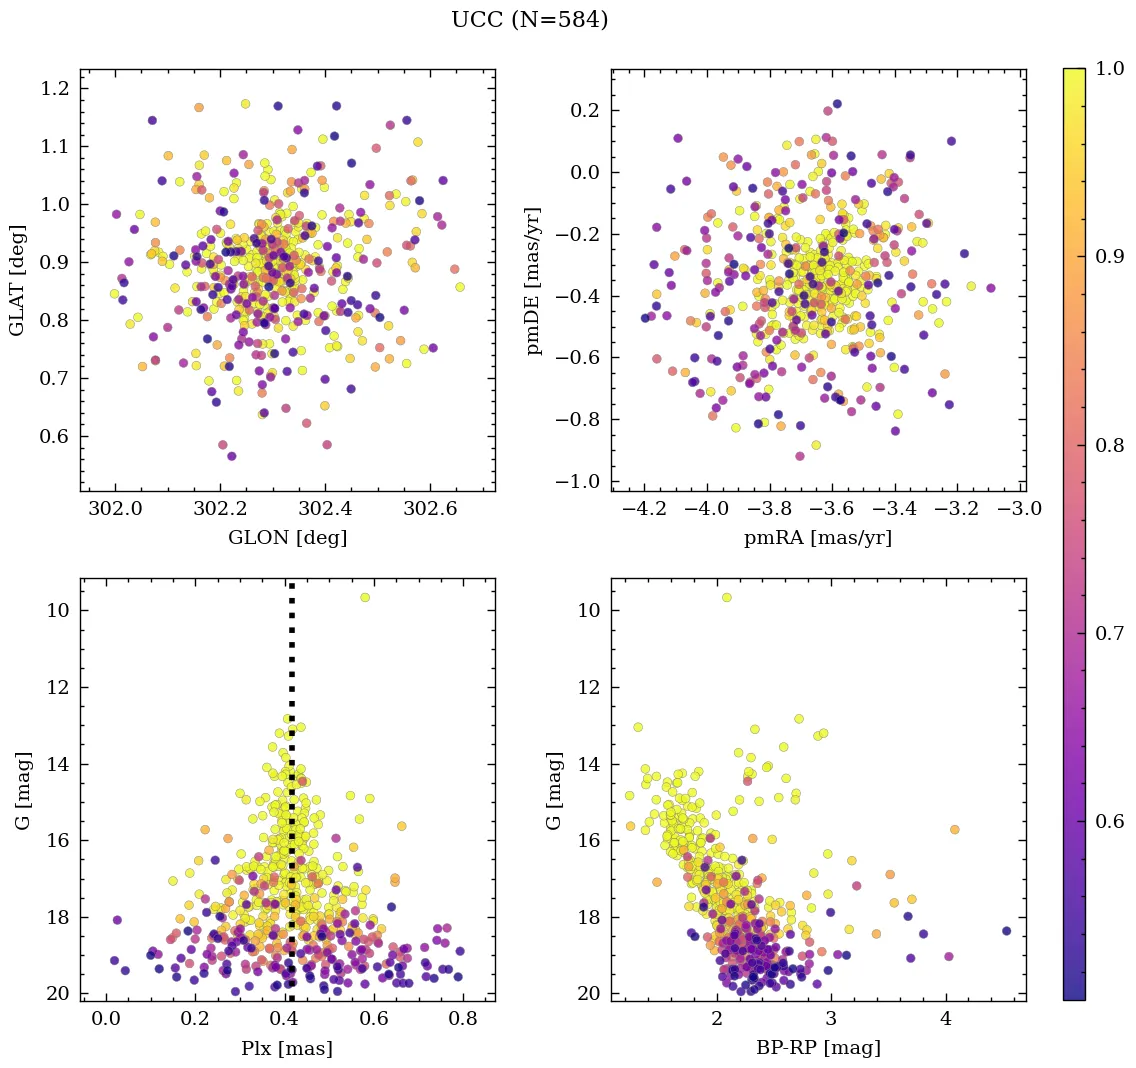 UCC (N=584)
1.2
1.1
1.0
0.9
0.8
0.7
0.6
GLAT [deg]
302.0 302.2 302.4 302.6
GLON [deg]
0.2
0.0
−0.2
−0.4
−0.6
−0.8
−1.0
pmDE [mas/yr]
−4.2 −4.0 −3.8 −3.6 −3.4 −3.2 −3.0
pmRA [mas/yr]
10
12
14
16
18
20
G [mag]
0.0 0.2 0.4 0.6 0.8
Plx [mas]
10
12
14
16
18
20
G [mag]
2 3 4
BP-RP [mag]
1.0
0.9
0.8
0.7
0.6